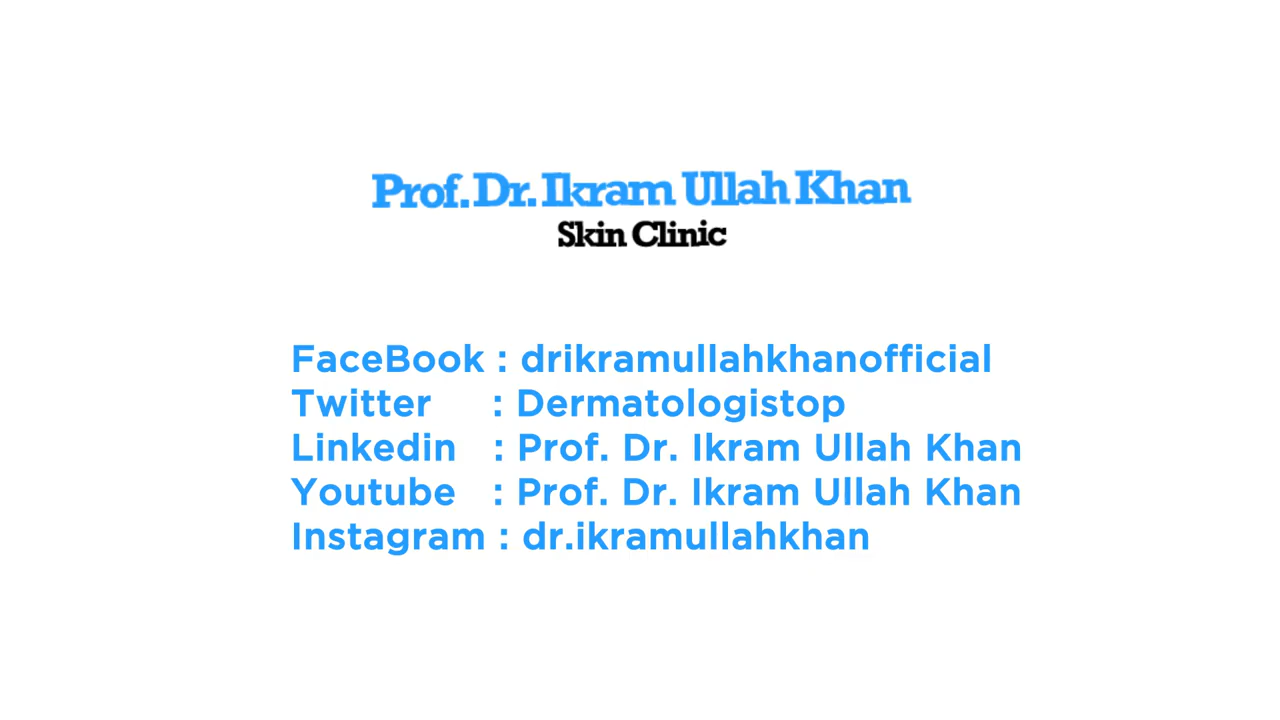 Prof. Dr. Ikram Ullah Khan
Skin Clinic
FaceBook : drikramullahkhanofficial
Twitter : Dermatologistop
Linkedin : Prof. Dr. Ikram Ullah Khan
Youtube : Prof. Dr. Ikram Ullah Khan
Instagram : dr.ikramullahkhan